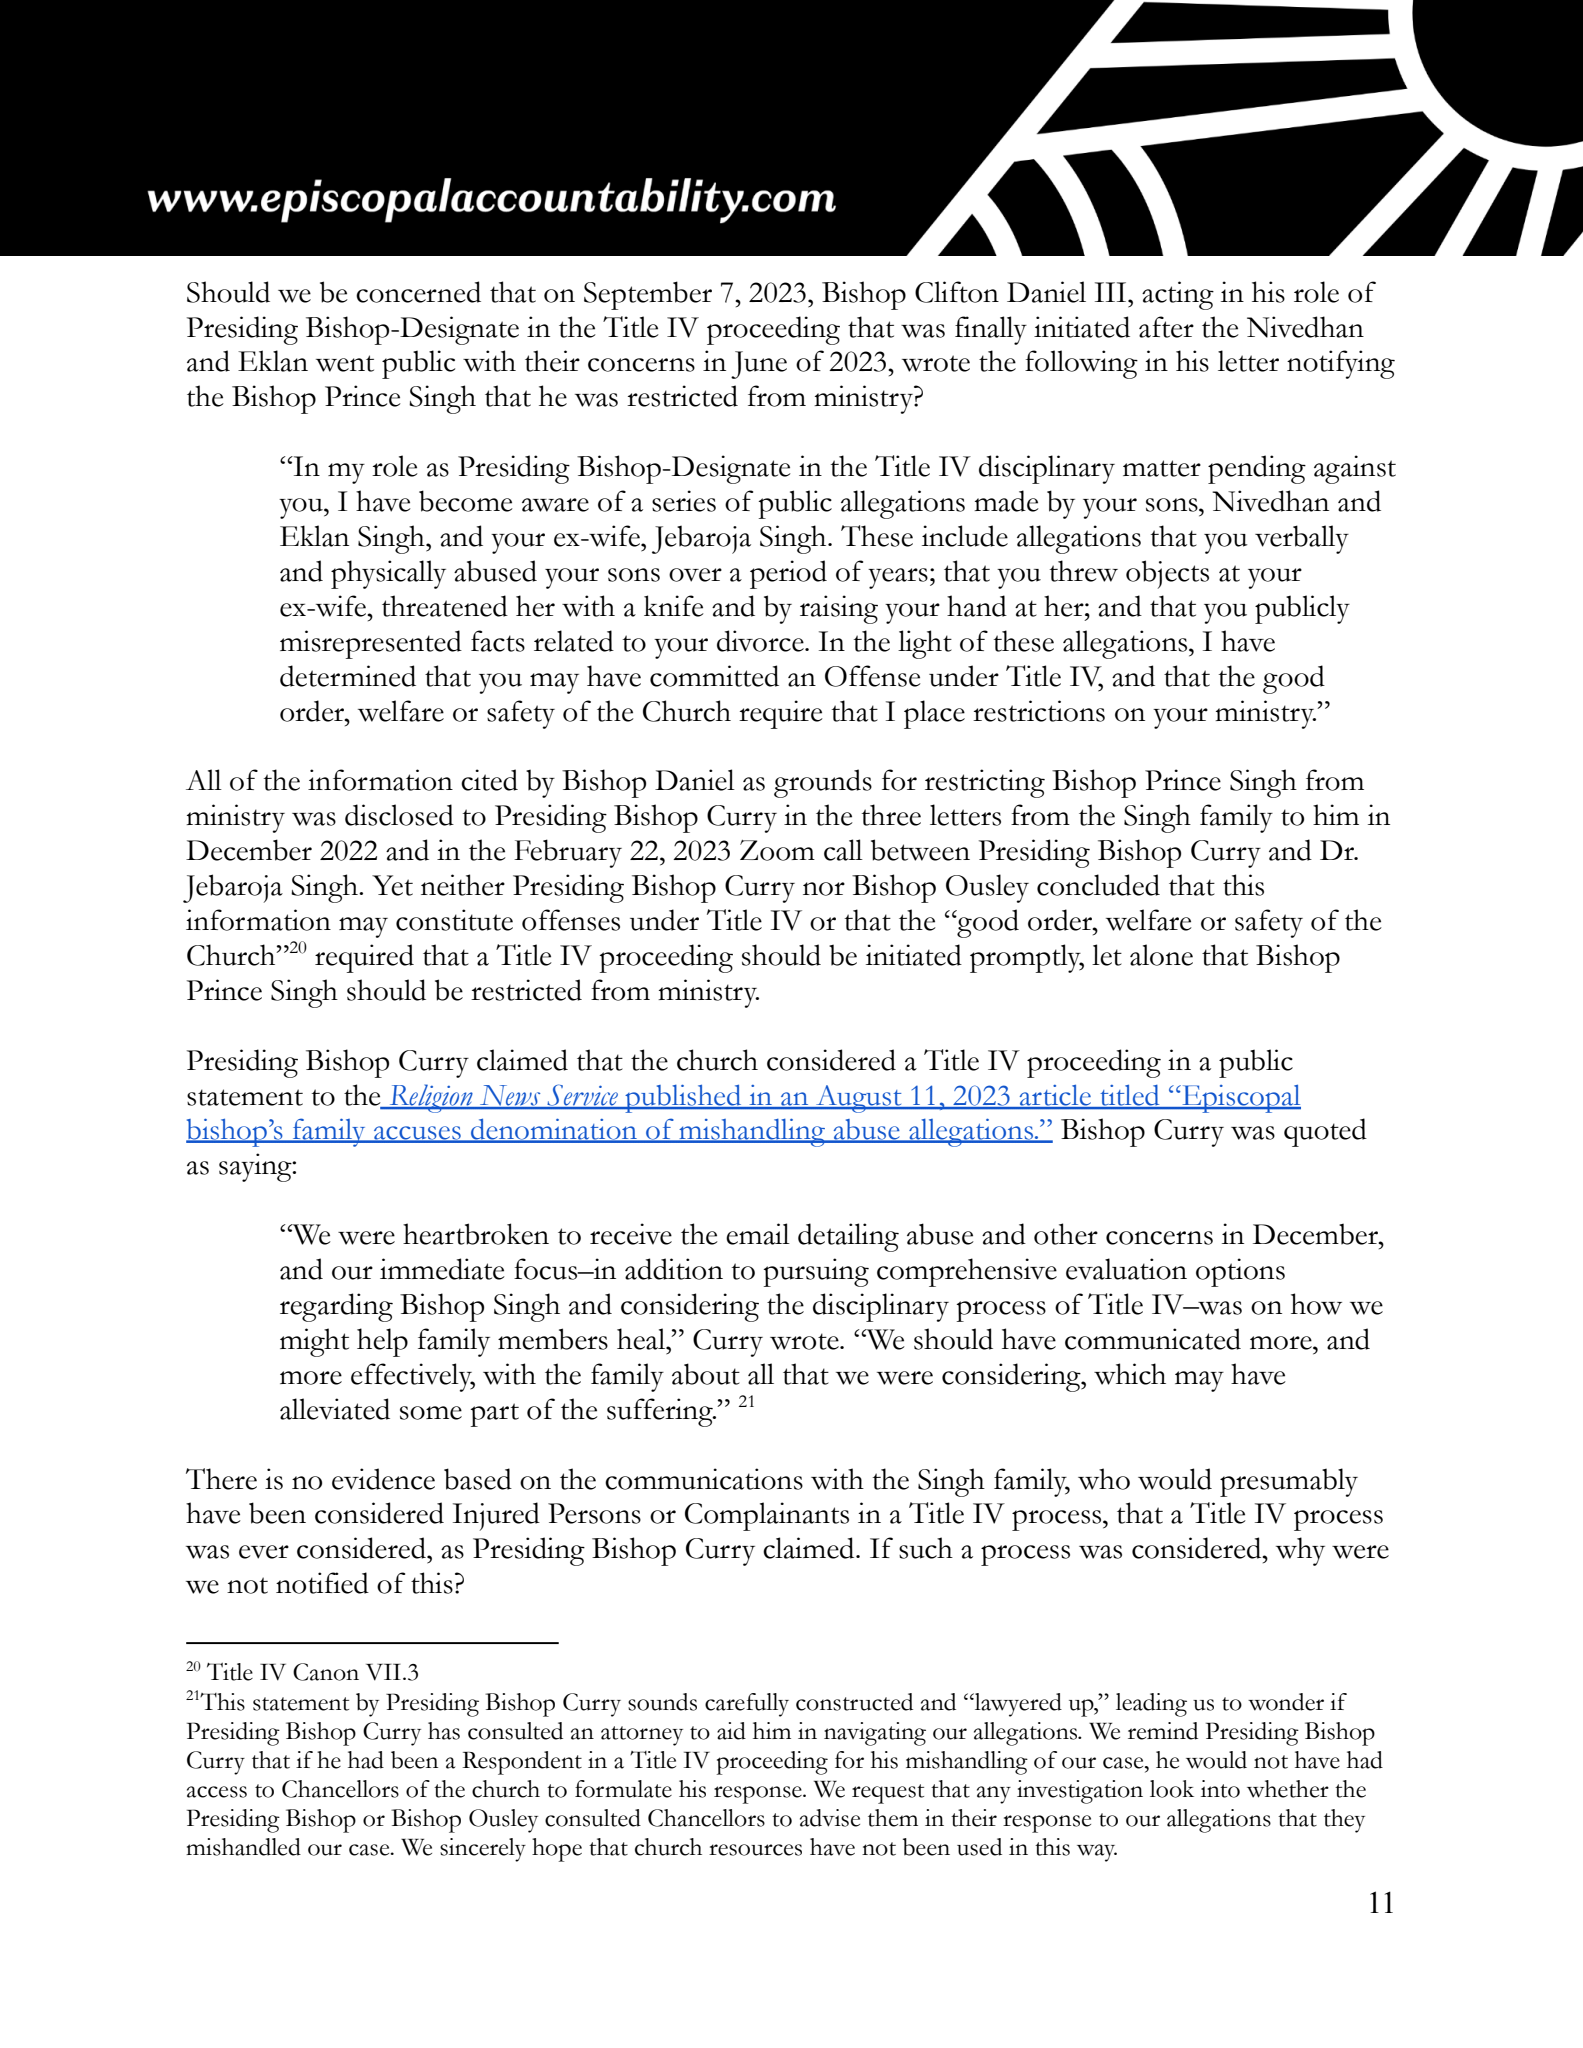 www.episcopalaccountability.com
Should we be concerned that on September 7, 2023, Bishop Clifton Daniel III, acting in his role of
Presiding Bishop-Designate in the Title IV proceeding that was finally initiated after the Nivedhan
and Eklan went public with their concerns in June of 2023, wrote the following in his letter notifying
the Bishop Prince Singh that he was restricted from ministry?
“In my role as Presiding Bishop-Designate in the Title IV disciplinary matter pending against
you, I have become aware of a series of public allegations made by your sons, Nivedhan and
Eklan Singh, and your ex-wife, Jebaroja Singh. These include allegations that you verbally
and physically abused your sons over a period of years; that you threw objects at your
ex-wife, threatened her with a knife and by raising your hand at her; and that you publicly
misrepresented facts related to your divorce. In the light of these allegations, I have
determined that you may have committed an Offense under Title IV, and that the good
order, welfare or safety of the Church require that I place restrictions on your ministry.”
All of the information cited by Bishop Daniel as grounds for restricting Bishop Prince Singh from
ministry was disclosed to Presiding Bishop Curry in the three letters from the Singh family to him in
December 2022 and in the February 22, 2023 Zoom call between Presiding Bishop Curry and Dr.
Jebaroja Singh. Yet neither Presiding Bishop Curry nor Bishop Ousley concluded that this
information may constitute offenses under Title IV or that the “good order, welfare or safety of the
Church”20 required that a Title IV proceeding should be initiated promptly, let alone that Bishop
Prince Singh should be restricted from ministry.
Presiding Bishop Curry claimed that the church considered a Title IV proceeding in a public
statement to the Religion News Service published in an August 11, 2023 article titled “Episcopal
bishop’s family accuses denomination of mishandling abuse allegations.” Bishop Curry was quoted
as saying:
“We were heartbroken to receive the email detailing abuse and other concerns in December,
and our immediate focus–in addition to pursuing comprehensive evaluation options
regarding Bishop Singh and considering the disciplinary process of Title IV–was on how we
might help family members heal,” Curry wrote. “We should have communicated more, and
more effectively, with the family about all that we were considering, which may have
alleviated some part of the suffering.” 21
There is no evidence based on the communications with the Singh family, who would presumably
have been considered Injured Persons or Complainants in a Title IV process, that a Title IV process
was ever considered, as Presiding Bishop Curry claimed. If such a process was considered, why were
we not notified of this?
20 Title IV Canon VII.3
21This statement by Presiding Bishop Curry sounds carefully constructed and “lawyered up,” leading us to wonder if
Presiding Bishop Curry has consulted an attorney to aid him in navigating our allegations. We remind Presiding Bishop
Curry that if he had been a Respondent in a Title IV proceeding for his mishandling of our case, he would not have had
access to Chancellors of the church to formulate his response. We request that any investigation look into whether the
Presiding Bishop or Bishop Ousley consulted Chancellors to advise them in their response to our allegations that they
mishandled our case. We sincerely hope that church resources have not been used in this way.
11